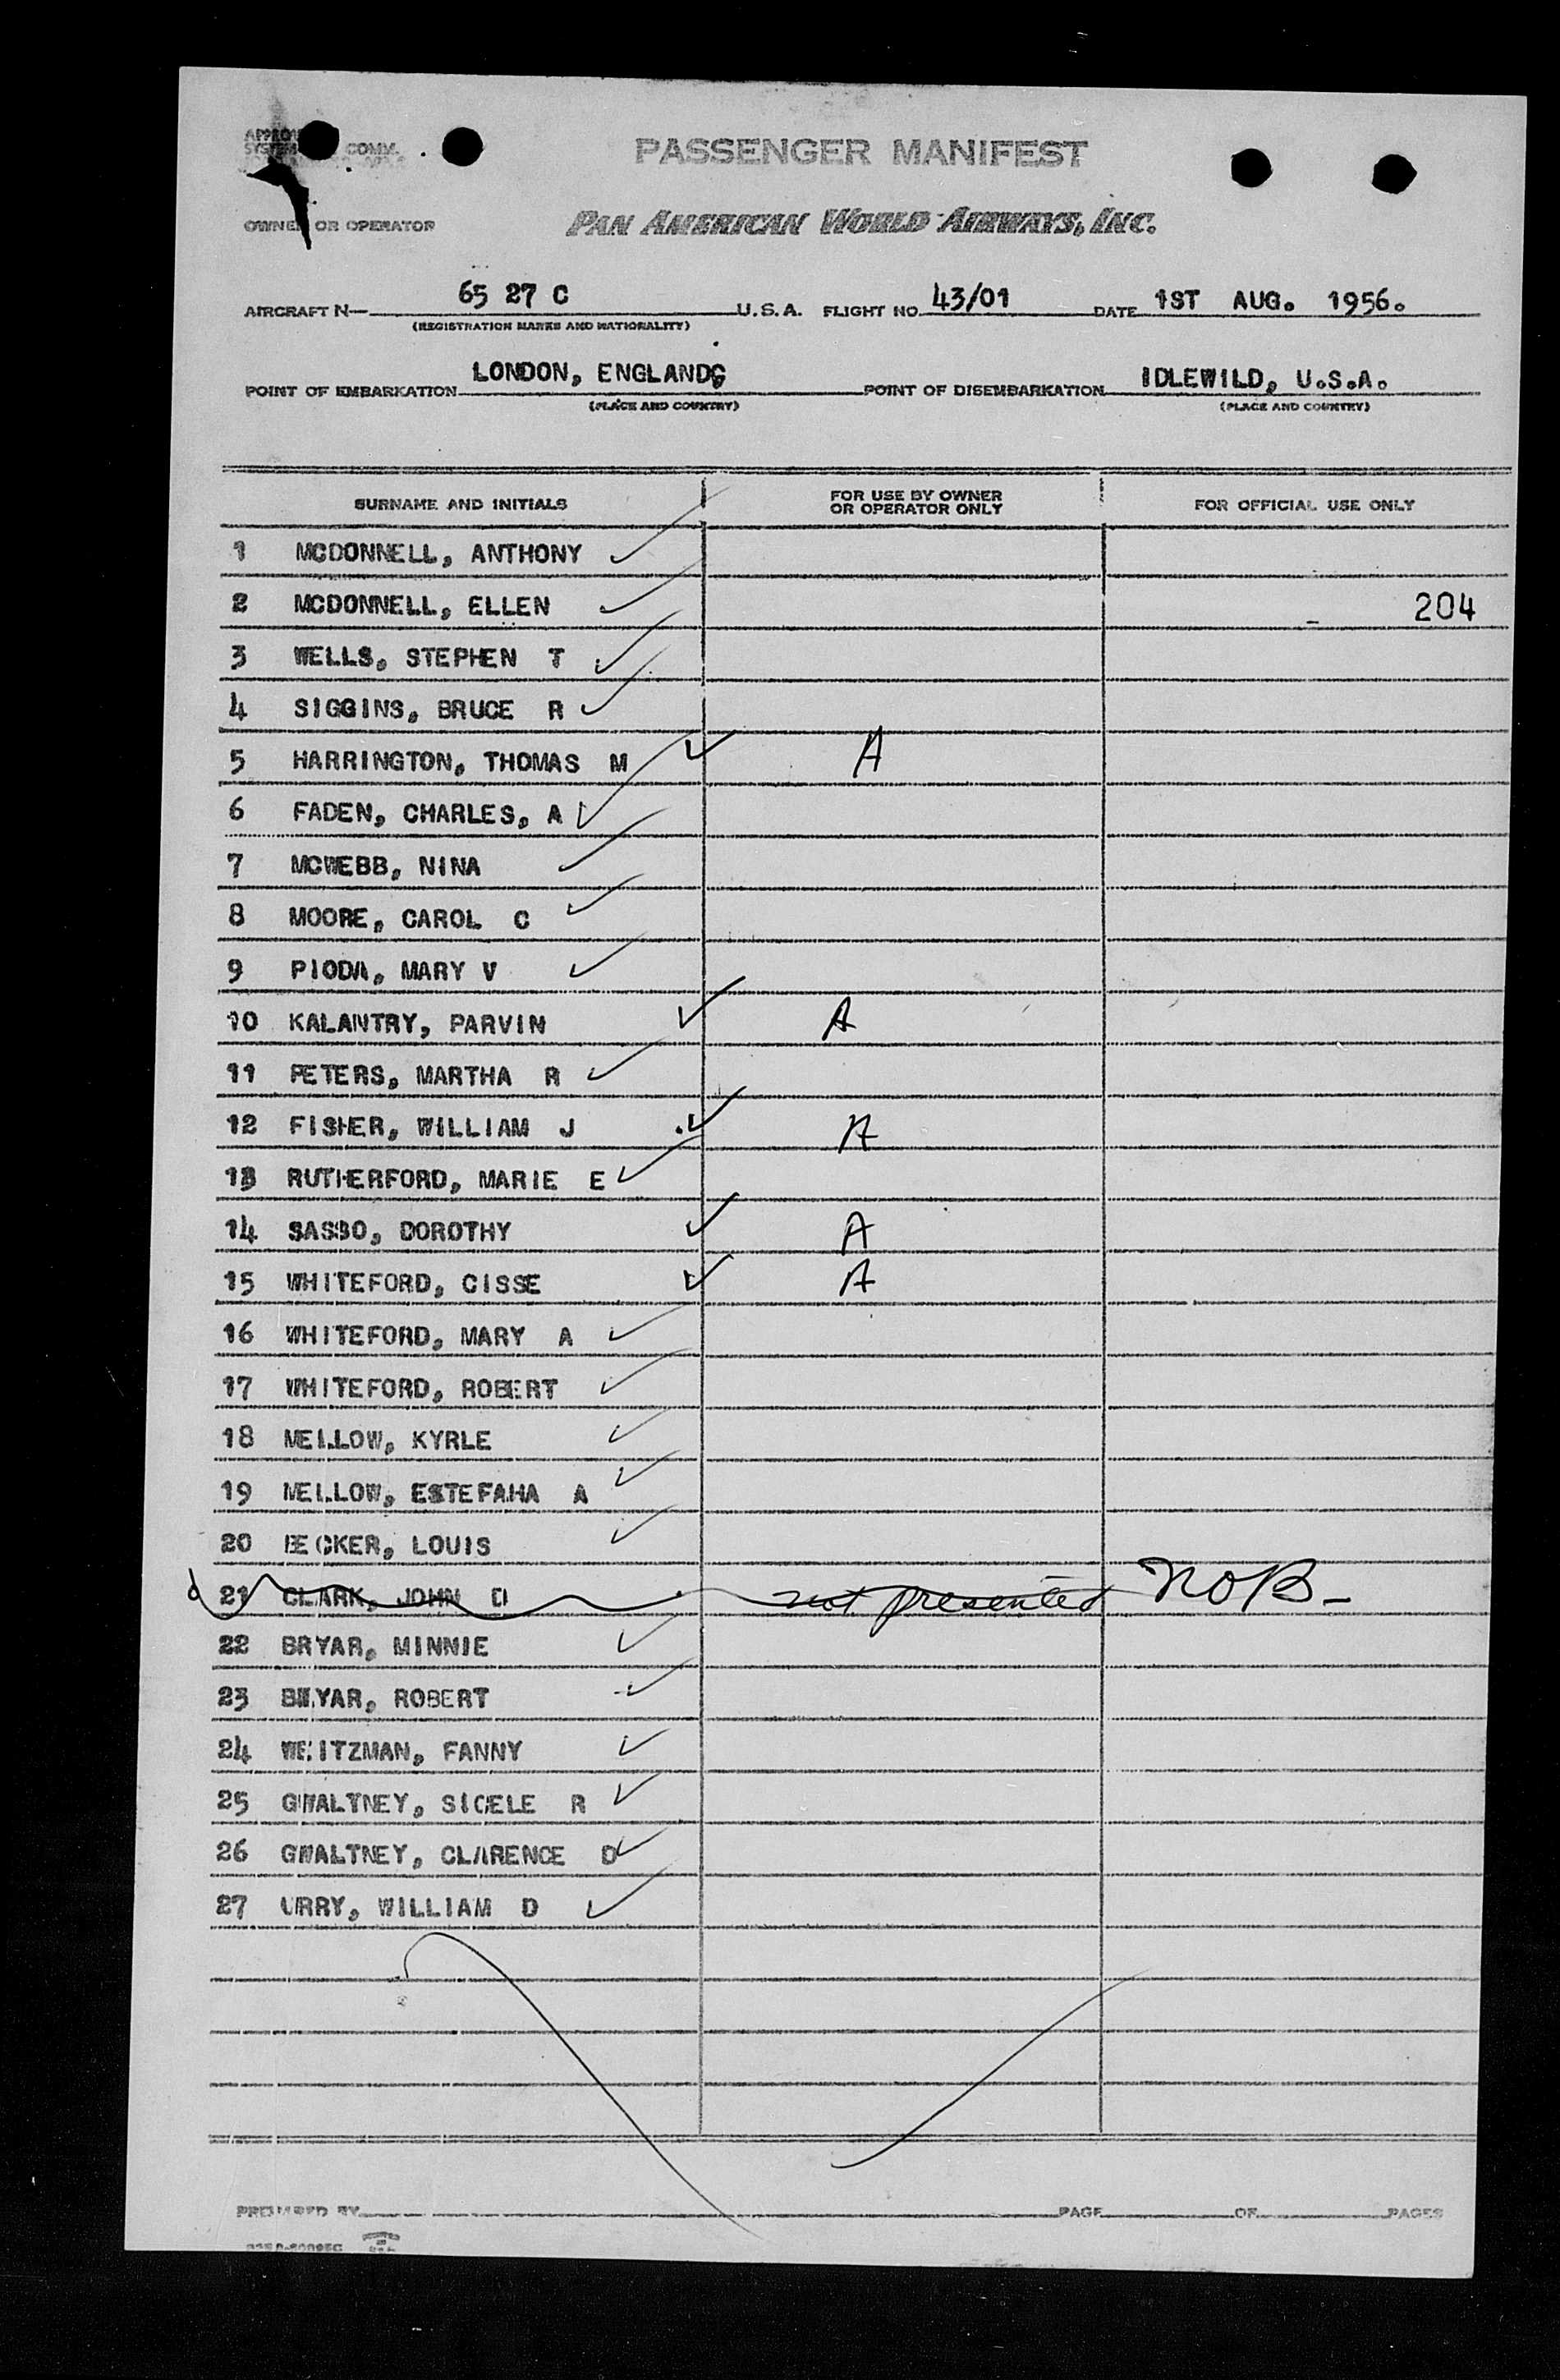 PASSENGER MANIFEST
COMM.
OWNER OR OPERATOR PAN AMERICAN WORLD AIRWAYS, INC.
AIRCRAFT N— 65 27 C U.S.A. FLIGHT NO. 43/01 DATE 1ST AUG. 1956.
(REGISTRATION MARKS AND NATIONALITY)
POINT OF EMBARKATION LONDON, ENGLAND POINT OF DISEMBARKATION IDLEWILD, U.S.A.
(PLACE AND COUNTRY) (PLACE AND COUNTRY)
SURNAME AND INITIALS FOR USE BY OWNER OR OPERATOR ONLY FOR OFFICIAL USE ONLY
1 MCDONNELL, ANTHONY
2 MCDONNELL, ELLEN 204
3 WELLS, STEPHEN T
4 SIGGINS, BRUCE R
5 HARRINGTON, THOMAS M A
6 FADEN, CHARLES, A
7 MCWEBB, NINA
8 MOORE, CAROL C
9 PIODA, MARY V
10 KALANTRY, PARVIN A
11 PETERS, MARTHA R
12 FISHER, WILLIAM J A
13 RUTHERFORD, MARIE E
14 SASSO, DOROTHY A
15 WHITEFORD, CISSE A
16 WHITEFORD, MARY A
17 WHITEFORD, ROBERT
18 MELLOW, KYRLE
19 MELLOW, ESTEFAHA A
20 BECKER, LOUIS
21 CLARK, JOHN D not presented NOB-
22 BRYAR, MINNIE
23 BRYAR, ROBERT
24 WEITZMAN, FANNY
25 GWALTNEY, SICELE R
26 GWALTNEY, CLARENCE D
27 URRY, WILLIAM D
PREPARED BY PAGE OF PAGES